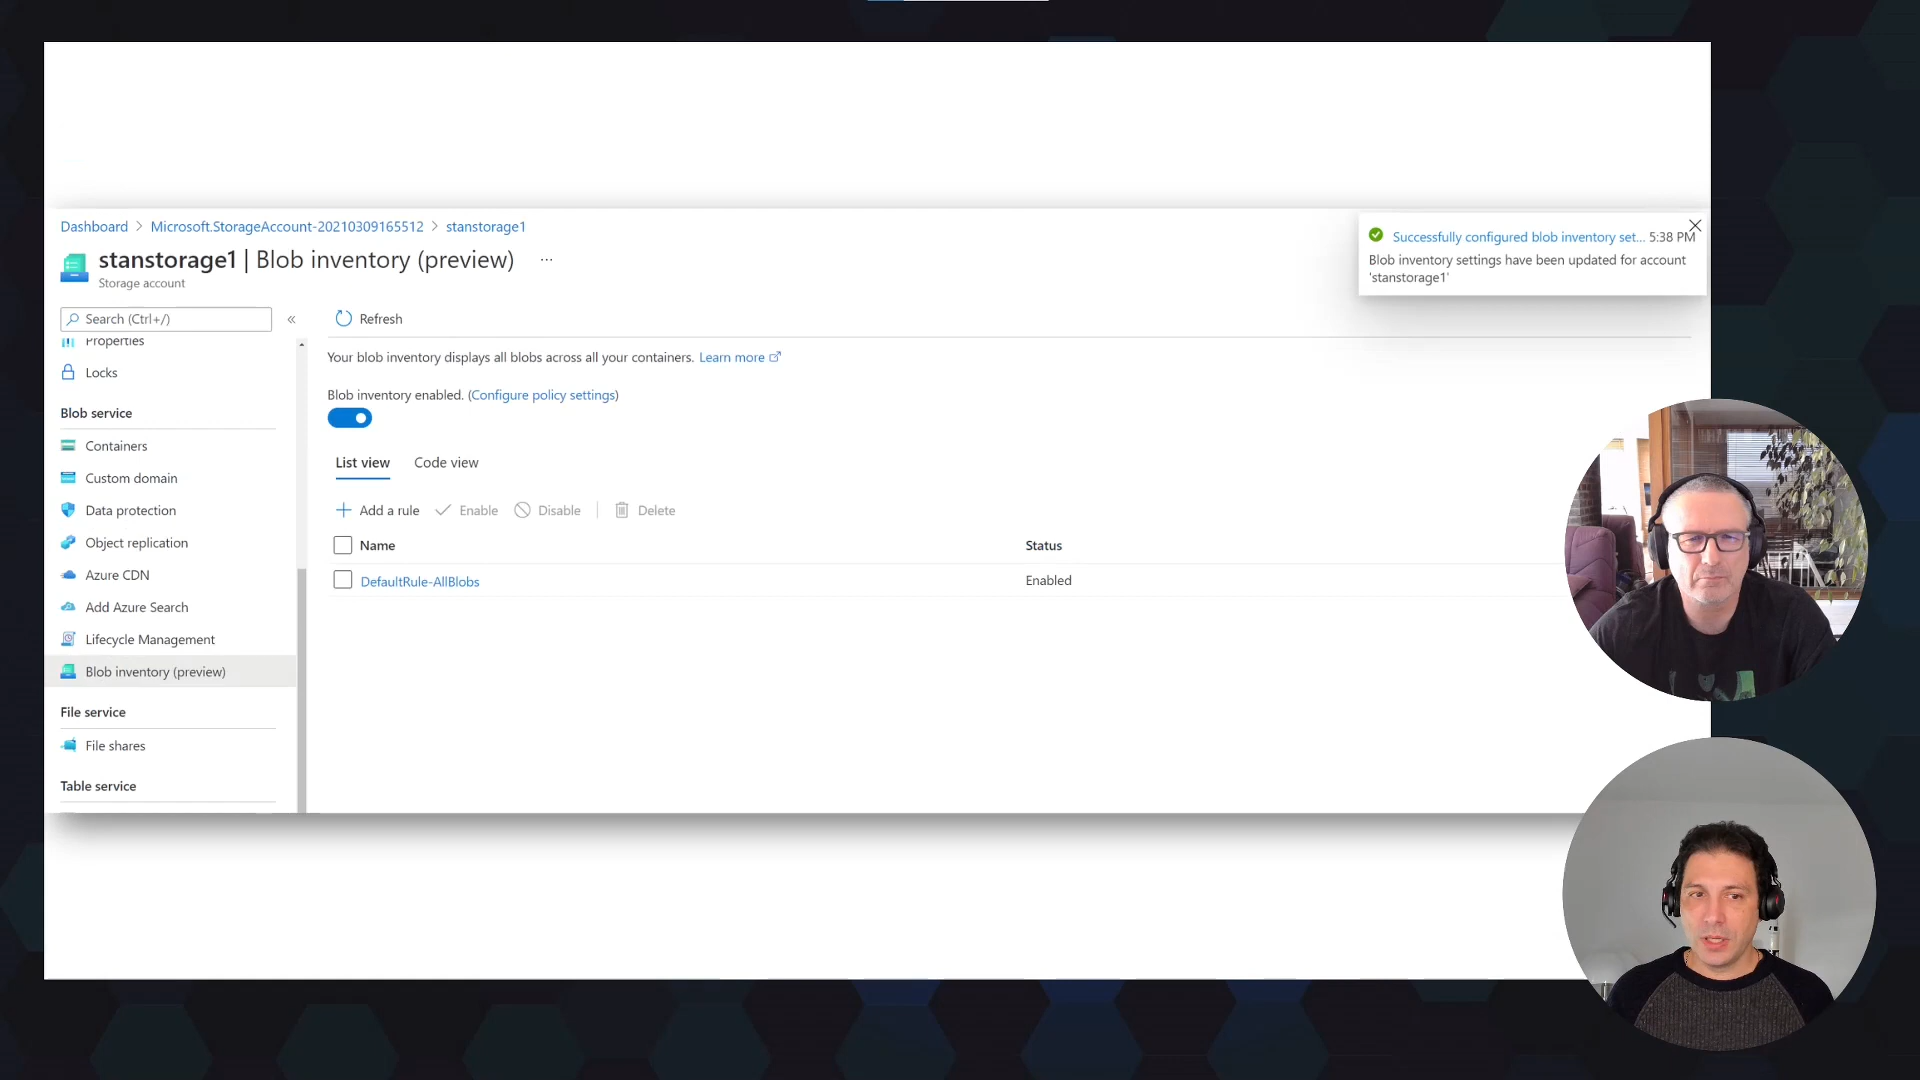 Dashboard > Microsoft.StorageAccount-20210309165512 > stanstorage1
stanstorage1 | Blob inventory (preview) ...
Storage account
Successfully configured blob inventory set... 5:38 PM
Blob inventory settings have been updated for account
'stanstorage1'
Search (Ctrl+/)
«
Refresh
Properties
Locks
Blob service
Containers
Custom domain
Data protection
Object replication
Azure CDN
Add Azure Search
Lifecycle Management
Blob inventory (preview)
File service
File shares
Table service
Your blob inventory displays all blobs across all your containers. Learn more
Blob inventory enabled. (Configure policy settings)
List view Code view
Add a rule Enable Disable | Delete
Name Status
DefaultRule-AllBlobs Enabled